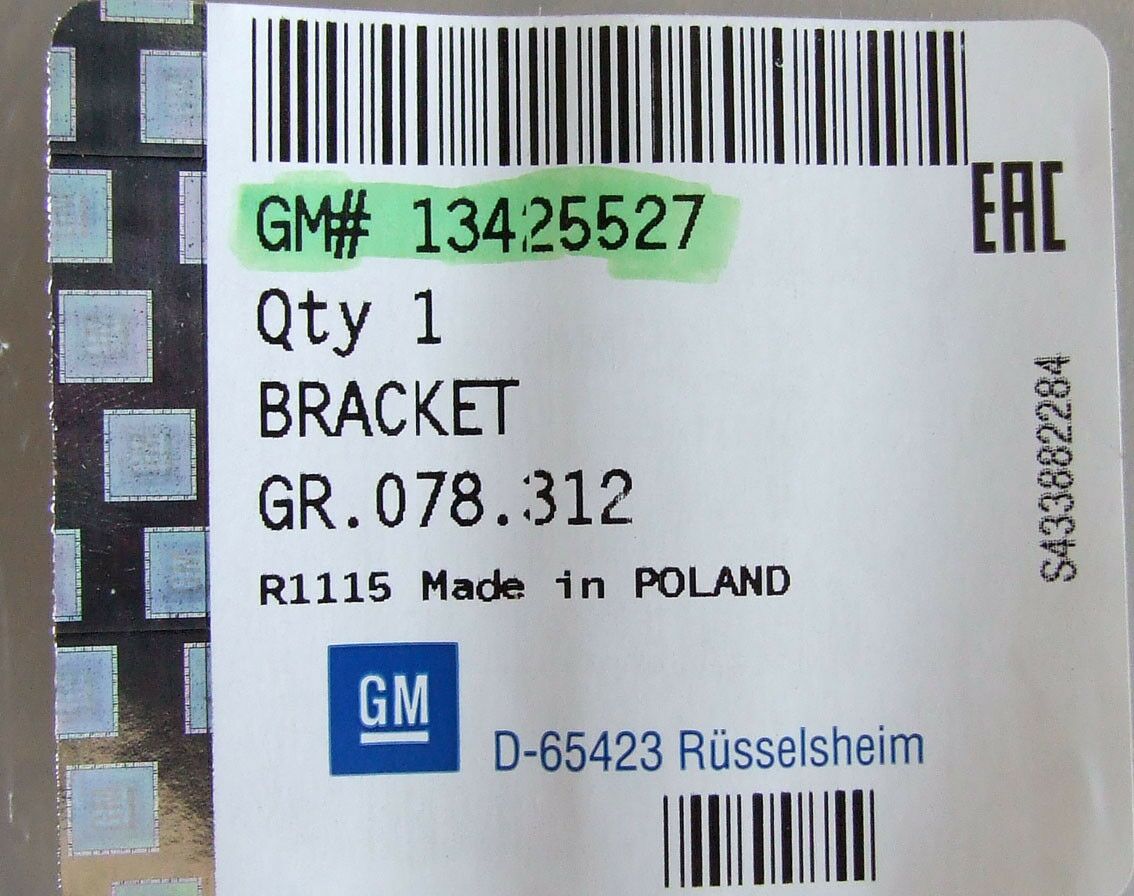 GM# 13425527
EAC
Qty 1
BRACKET
GR.078.312
R1115 Made in POLAND
S433882284
GM
D-65423 Rüsselsheim